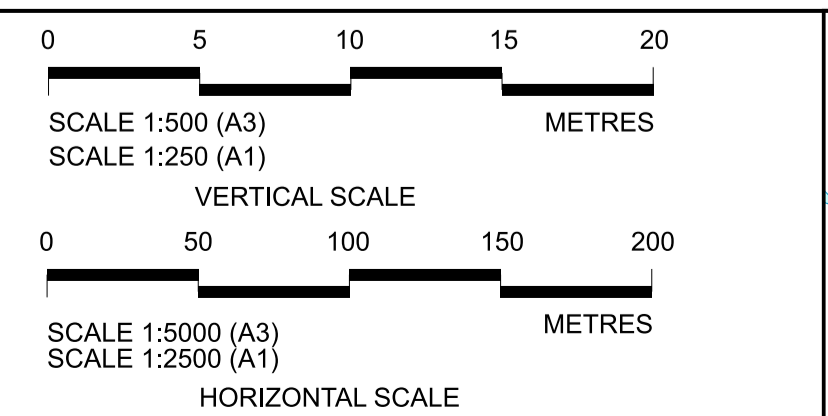 0 5 10 15 20
SCALE 1:500 (A3) METRES
SCALE 1:250 (A1)
VERTICAL SCALE
0 50 100 150 200
SCALE 1:5000 (A3) METRES
SCALE 1:2500 (A1)
HORIZONTAL SCALE